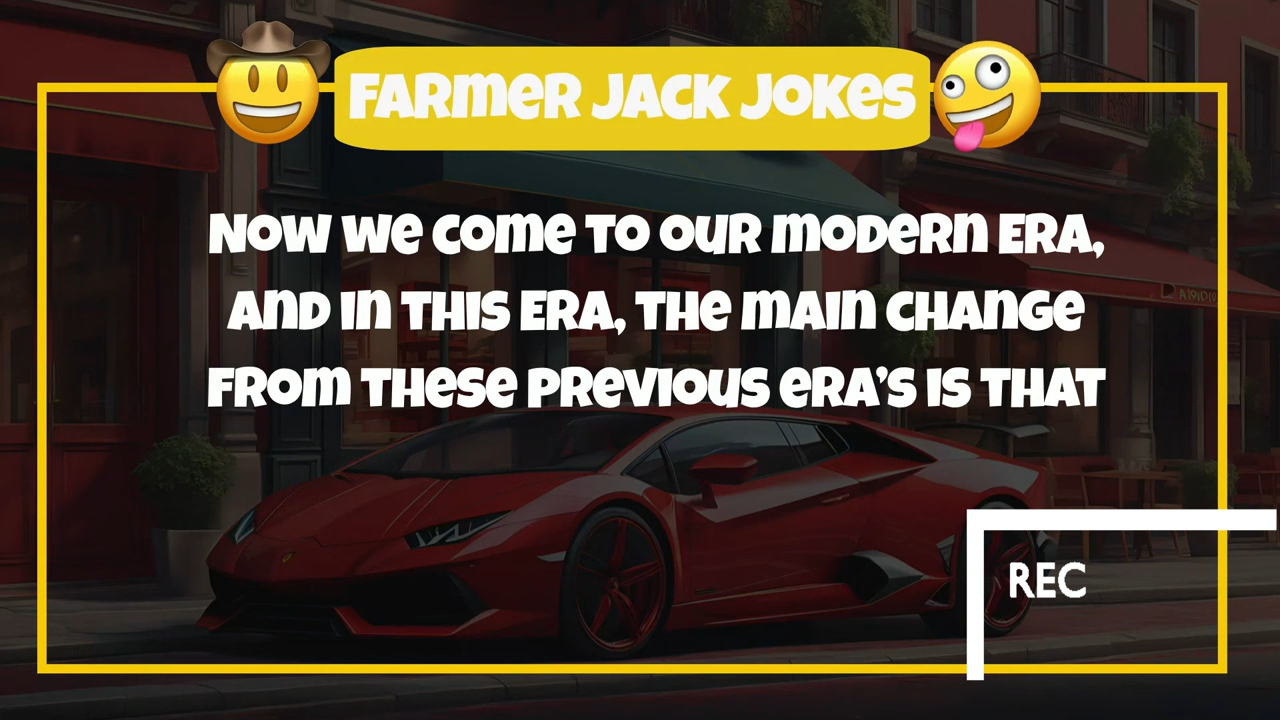 FARMER JACK JOKES
NOW WE COME TO OUR MODERN ERA,
AND IN THIS ERA, THE MAIN CHANGE
FROM THESE PREVIOUS ERA’S IS THAT
REC